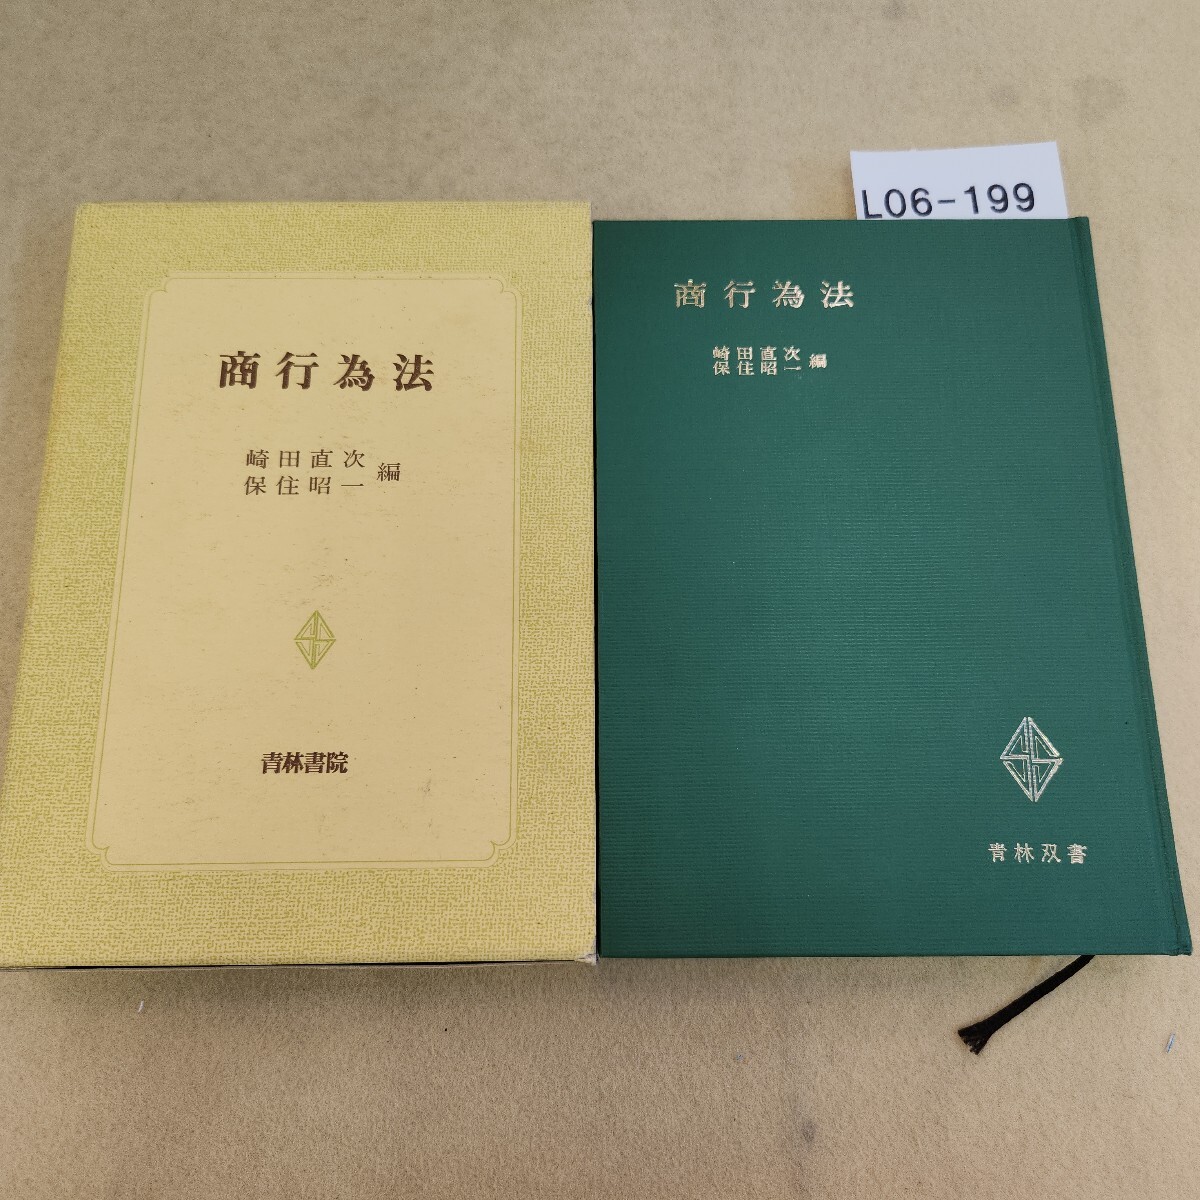 商行為法
崎田直次
保住昭一
編
青林書院
L06-199
商行為法
崎田直次
保住昭一
編
青林双書